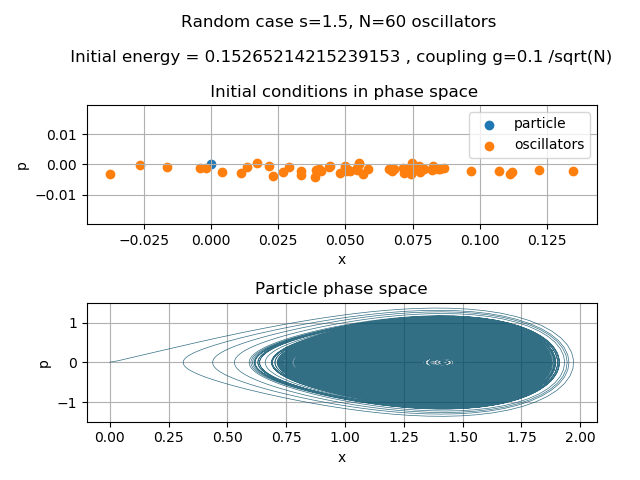 Random case s=1.5, N=60 oscillators
Initial energy = 0.15265214215239153 , coupling g=0.1 /sqrt(N)
Initial conditions in phase space
particle
oscillators
0.01
0.00
−0.01
p
−0.025 0.000 0.025 0.050 0.075 0.100 0.125
x
Particle phase space
1
0
−1
p
0.00 0.25 0.50 0.75 1.00 1.25 1.50 1.75 2.00
x